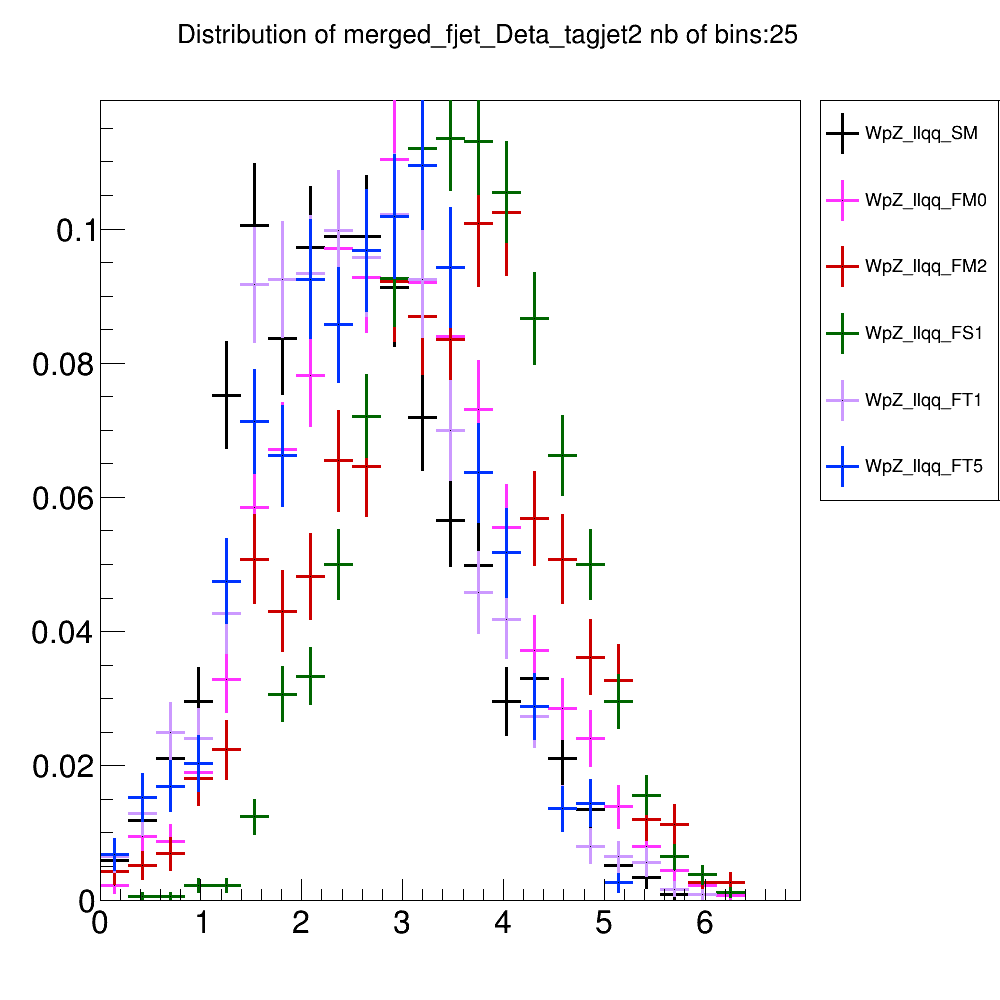 Distribution of merged_fjet_Deta_tagjet2 nb of bins:25
WpZ_llqq_SM
WpZ_llqq_FM0
WpZ_llqq_FM2
WpZ_llqq_FS1
WpZ_llqq_FT1
WpZ_llqq_FT5
0.1
0.08
0.06
0.04
0.02
0
0 1 2 3 4 5 6